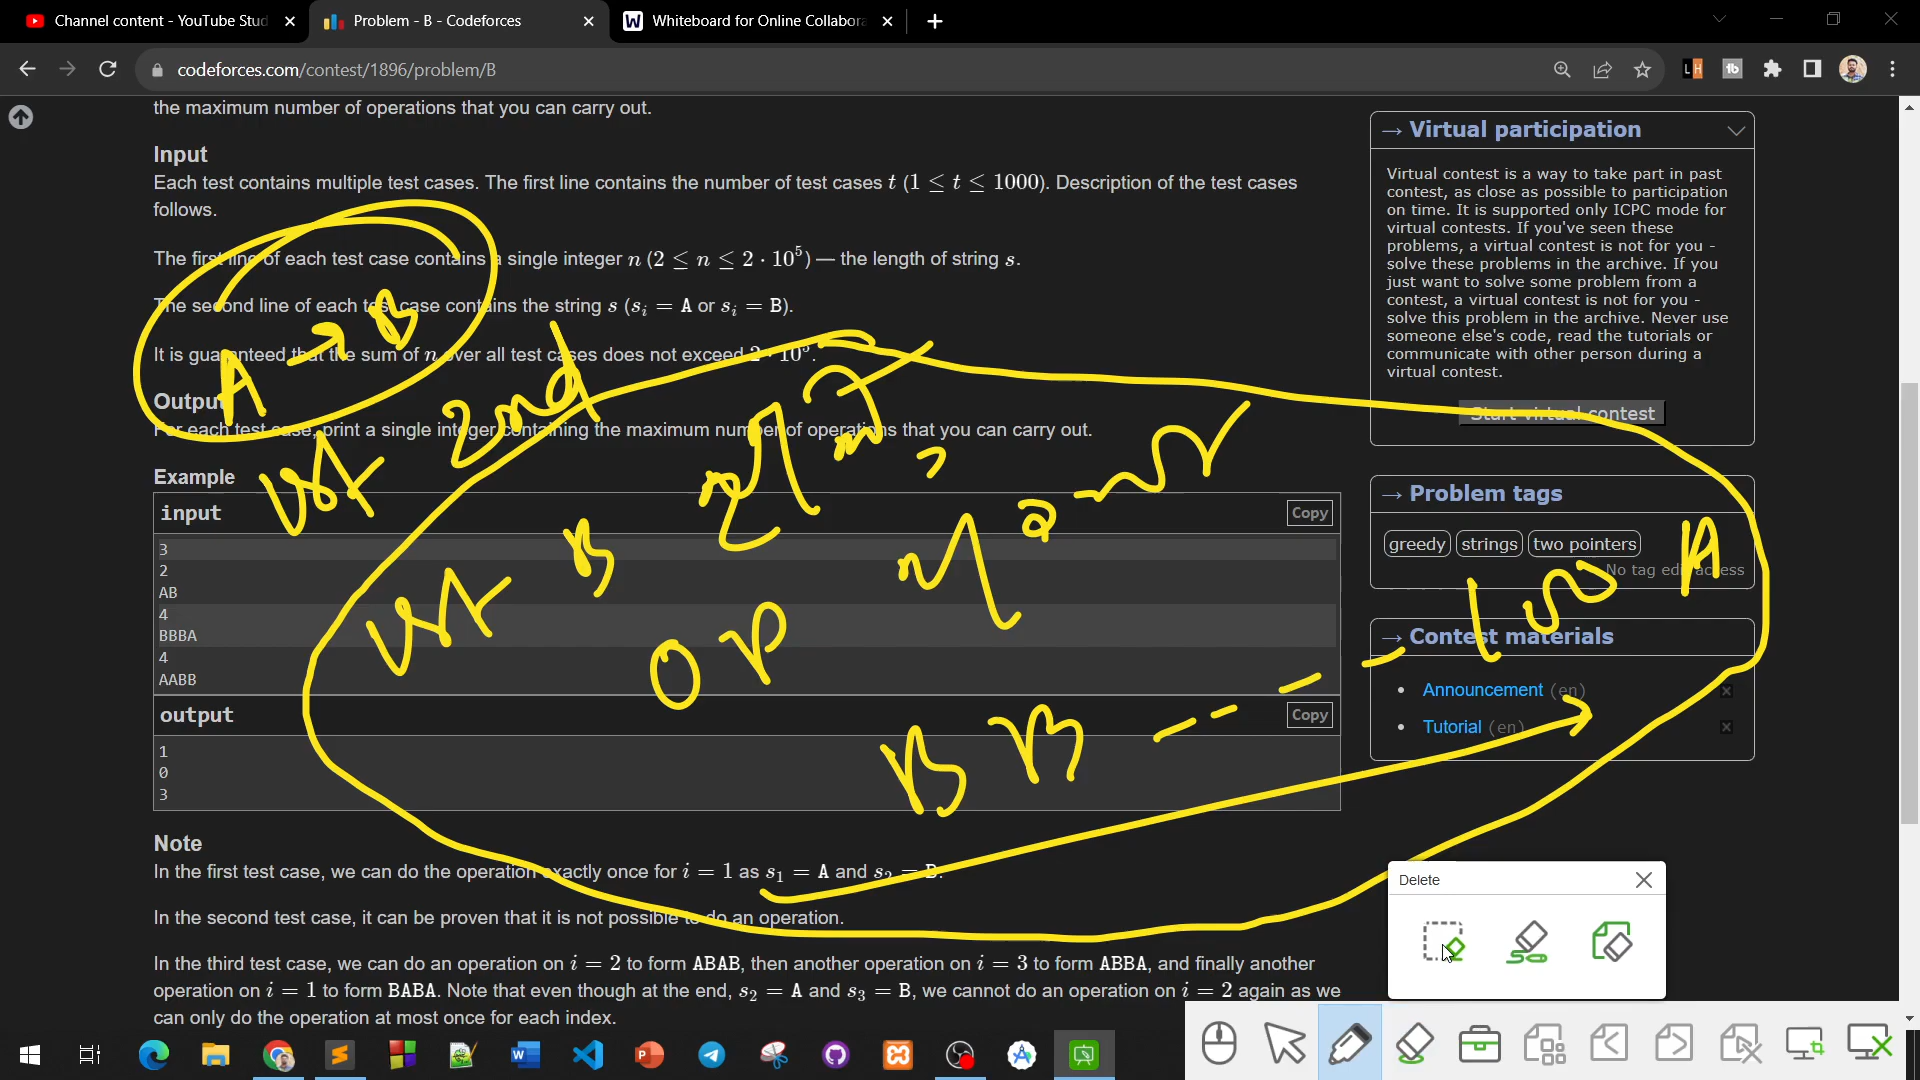 Channel content - YouTube Stud
Problem - B - Codeforces
Whiteboard for Online Collabora
codeforces.com/contest/1896/problem/B
the maximum number of operations that you can carry out.
Input
Each test contains multiple test cases. The first line contains the number of test cases t (1 ≤ t ≤ 1000). Description of the test cases
follows.
The first line of each test case contains a single integer n (2 ≤ n ≤ 2 · 10⁵) — the length of string s.
The second line of each test case contains the string s (sᵢ = A or sᵢ = B).
It is guaranteed that the sum of n over all test cases does not exceed 2 · 10⁵.
Output
For each test case, print a single integer containing the maximum number of operations that you can carry out.
Example
input
Copy
3
2
AB
4
BBBA
4
AABB
output
Copy
1
0
3
Note
In the first test case, we can do the operation exactly once for i = 1 as s₁ = A and s₂ = B.
In the second test case, it can be proven that it is not possible to do an operation.
In the third test case, we can do an operation on i = 2 to form ABAB, then another operation on i = 3 to form ABBA, and finally another
operation on i = 1 to form BABA. Note that even though at the end, s₂ = A and s₃ = B, we cannot do an operation on i = 2 again as we
can only do the operation at most once for each index.
→ Virtual participation
Virtual contest is a way to take part in past
contest, as close as possible to participation
on time. It is supported only ICPC mode for
virtual contests. If you've seen these
problems, a virtual contest is not for you -
solve these problems in the archive. If you
just want to solve some problem from a
contest, a virtual contest is not for you -
solve this problem in the archive. Never use
someone else's code, read the tutorials or
communicate with other person during a
virtual contest.
Start virtual contest
→ Problem tags
greedy strings two pointers
No tag edit access
→ Contest materials
Announcement (en)
Tutorial (en)
A → B
2nd
B
OP
BB
A
Delete